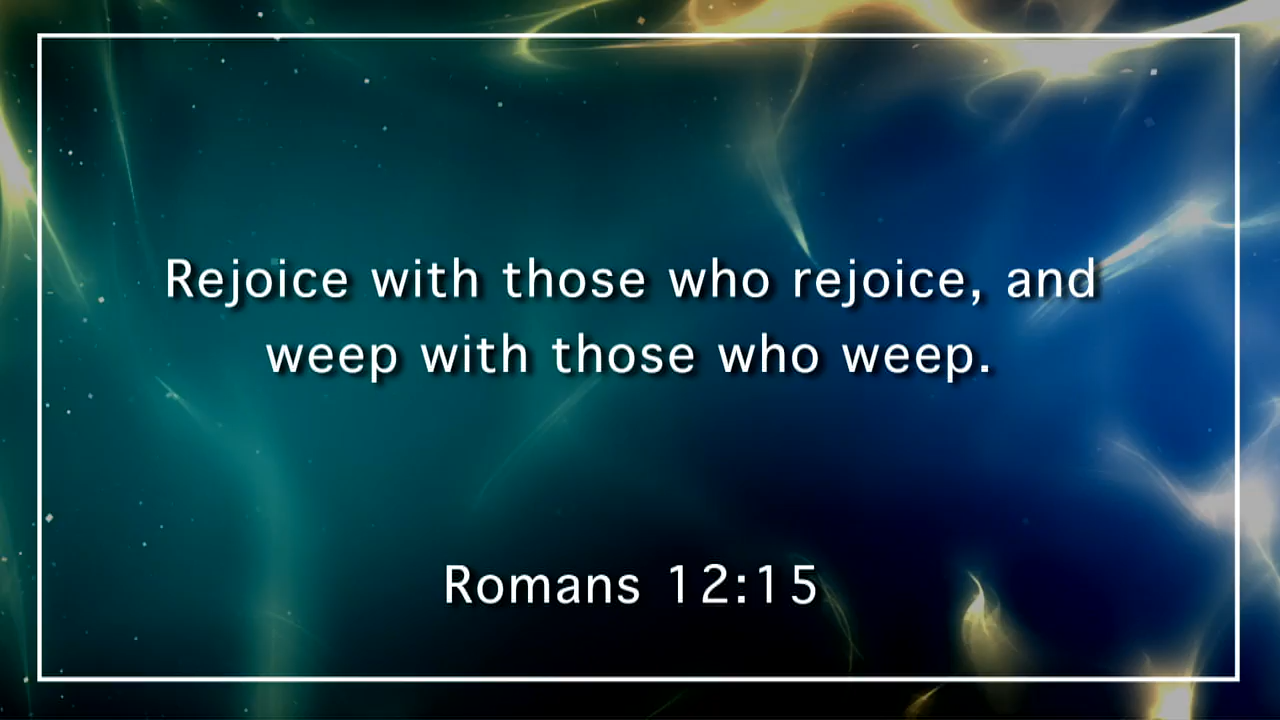 Rejoice with those who rejoice, and
weep with those who weep.
Romans 12:15